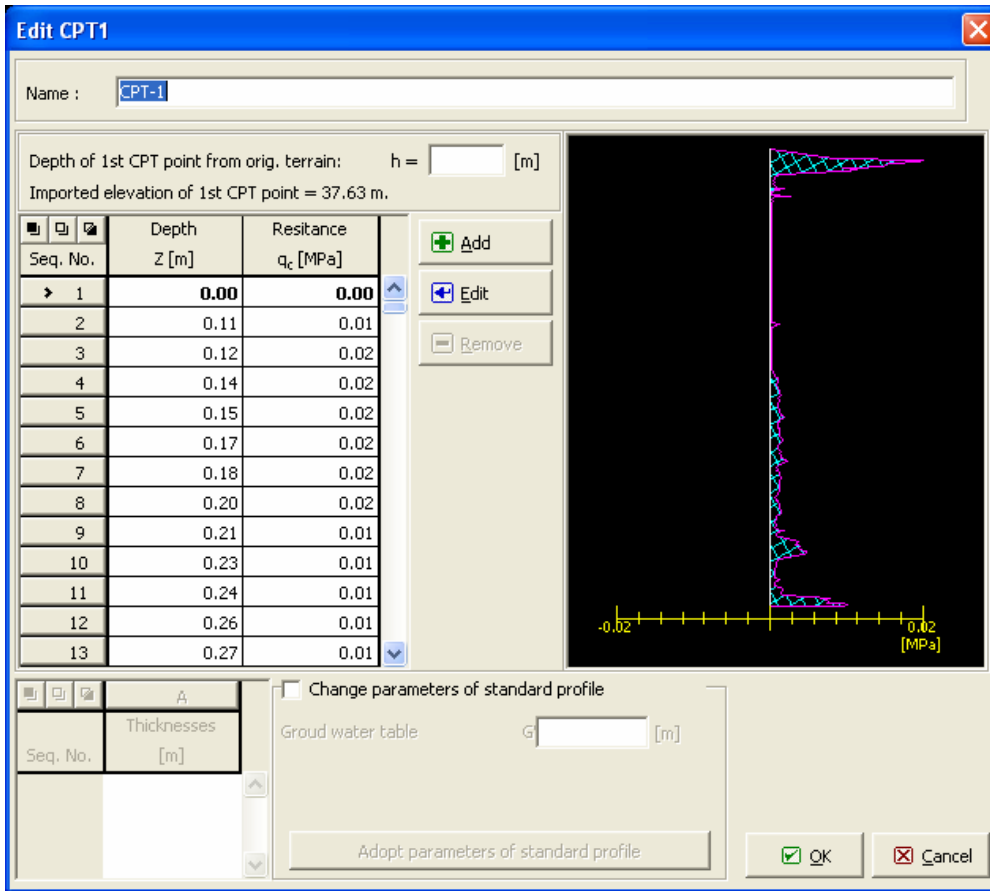 Edit CPT1
Name :
CPT-1
Depth of 1st CPT point from orig. terrain: h = [m]
Imported elevation of 1st CPT point = 37.63 m.
Seq. No. Depth Z [m] Resitance qc [MPa]
1 0.00 0.00
2 0.11 0.01
3 0.12 0.02
4 0.14 0.02
5 0.15 0.02
6 0.17 0.02
7 0.18 0.02
8 0.20 0.02
9 0.21 0.01
10 0.23 0.01
11 0.24 0.01
12 0.26 0.01
13 0.27 0.01
Add
Edit
Remove
-0.02 0.02
[MPa]
A
Seq. No. Thicknesses [m]
Change parameters of standard profile
Groud water table G [m]
Adopt parameters of standard profile
OK
Cancel